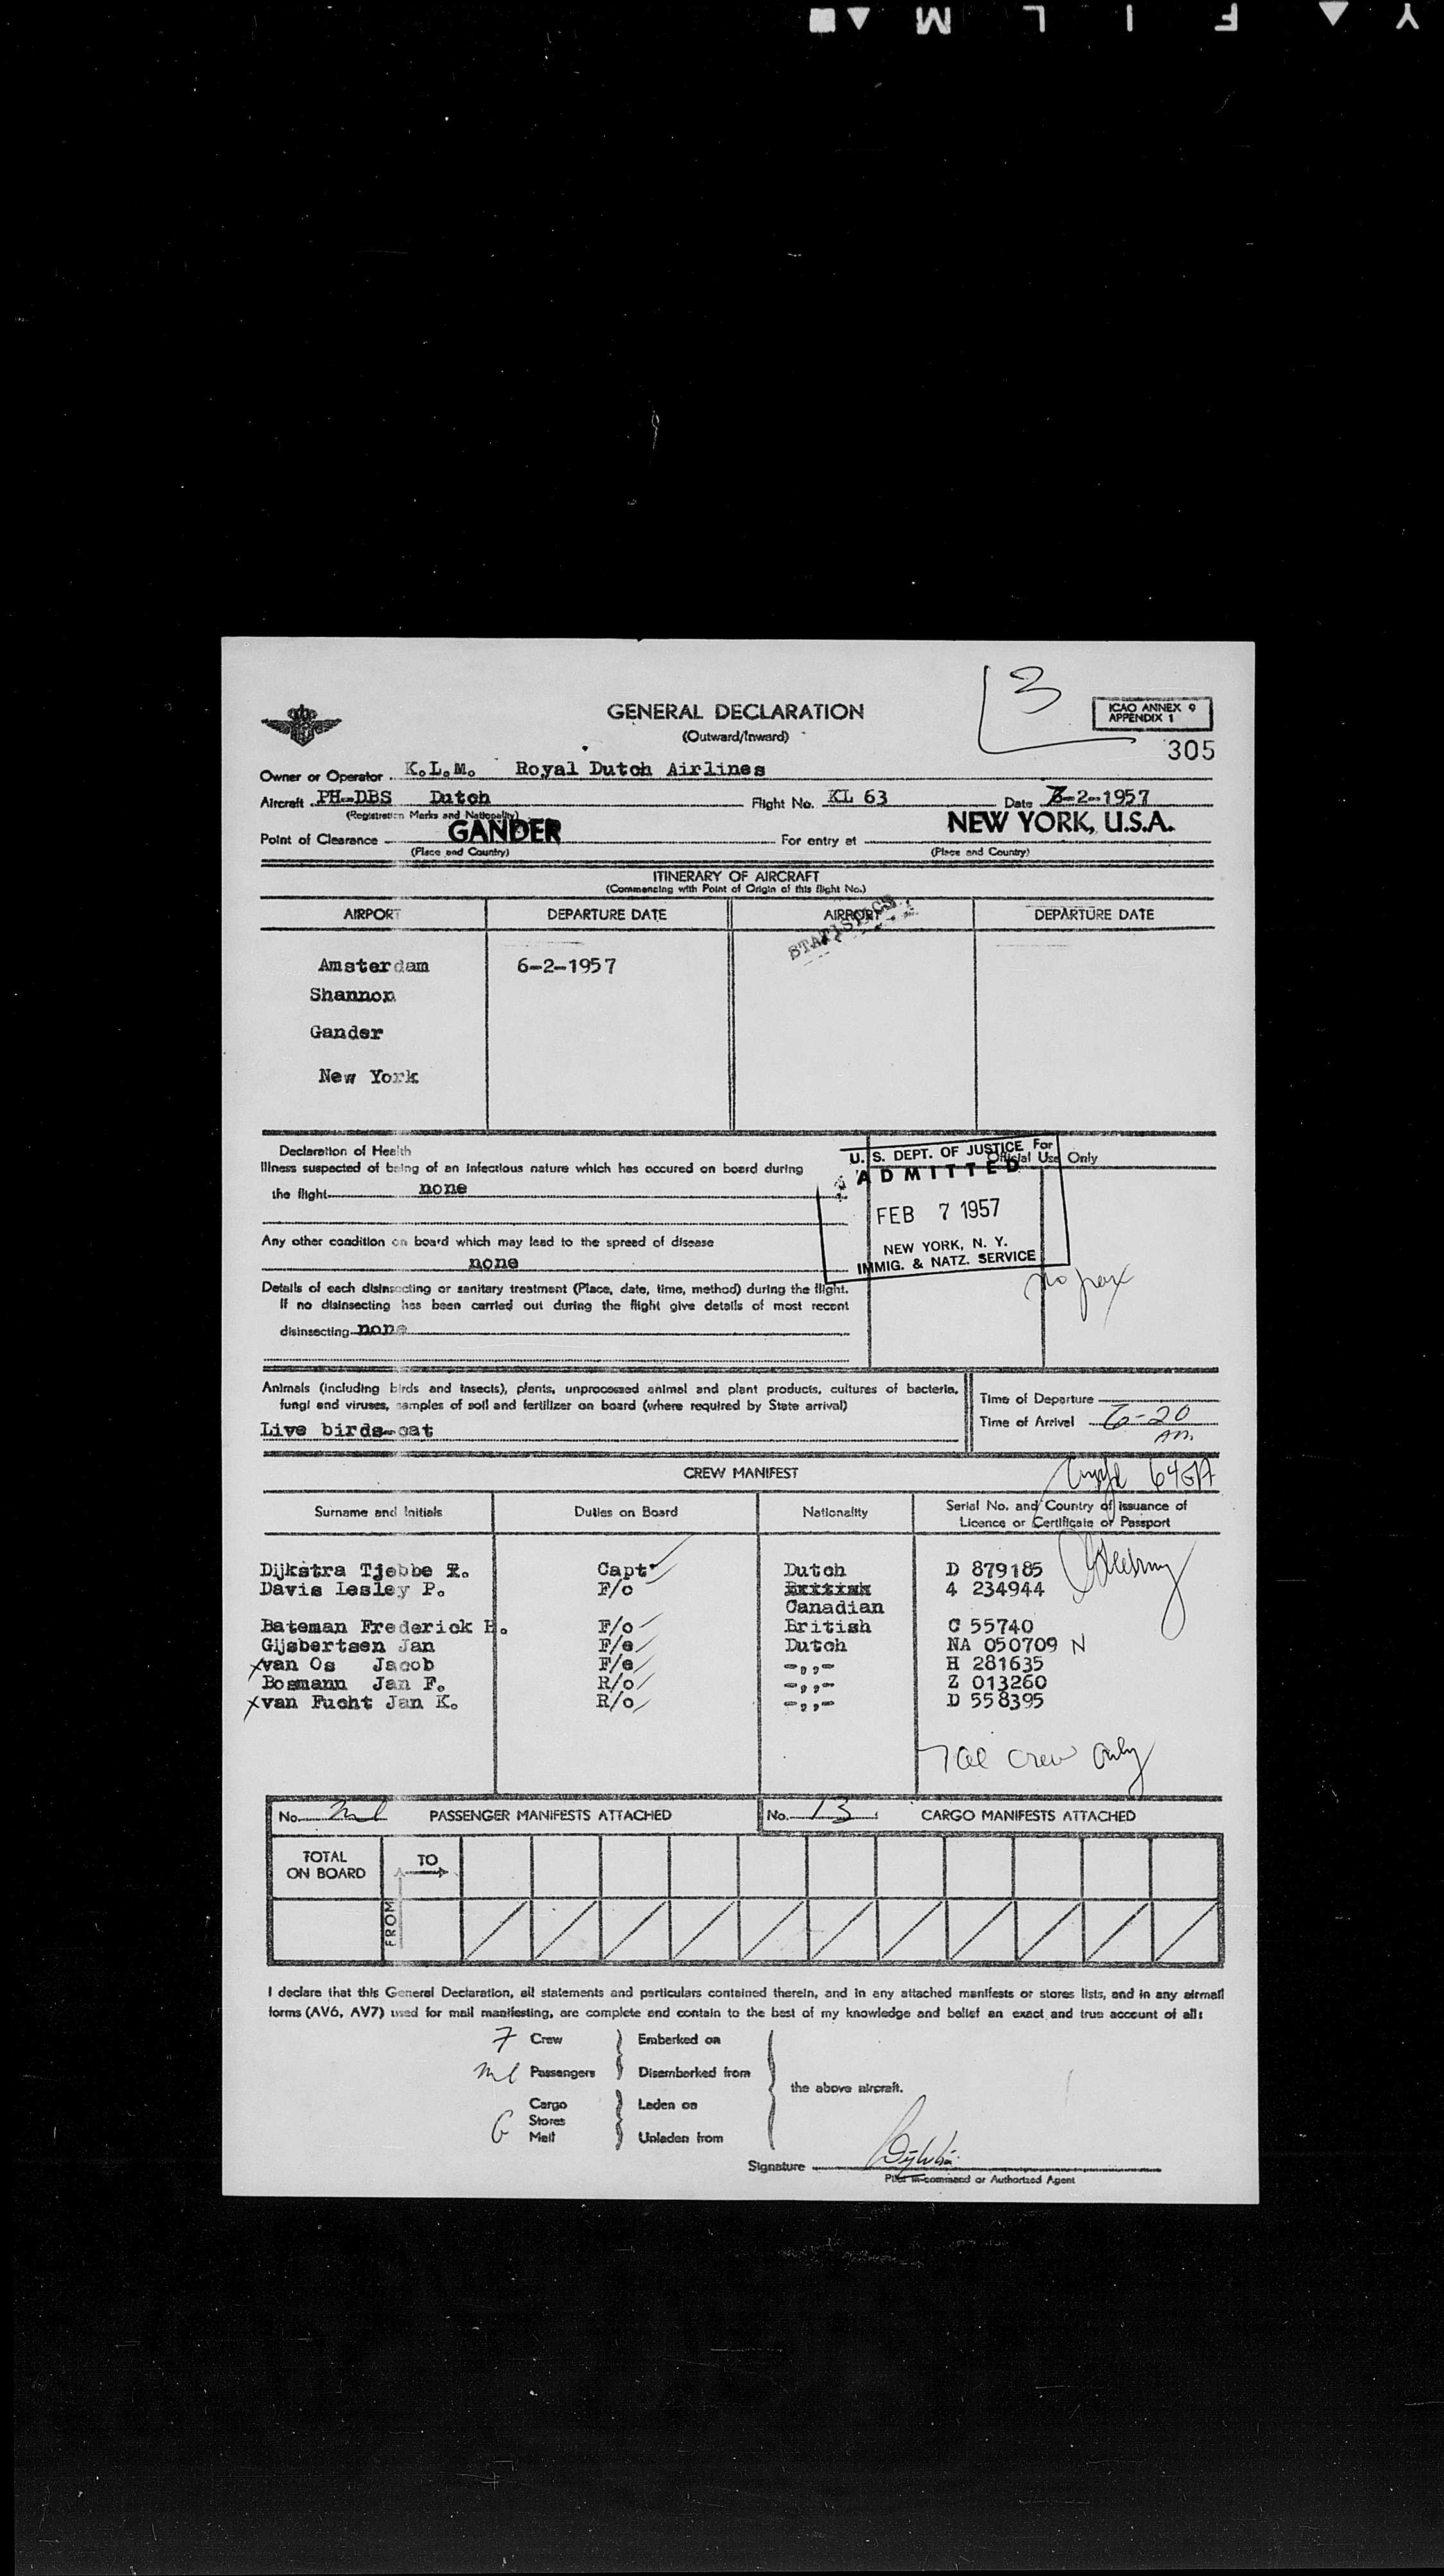 Y ▲ F I L M ▲■
3
GENERAL DECLARATION
(Outward/Inward)
ICAO ANNEX 9
APPENDIX 1
305
Owner or Operator K.L.M. Royal Dutch Airlines
Aircraft PH-DBS Dutch Flight No. KL 63 Date 7-2-1957
(Registration Marks and Nationality)
Point of Clearance GANDER For entry at NEW YORK, U.S.A.
(Place and Country) (Place and Country)
ITINERARY OF AIRCRAFT
(Commencing with Point of Origin of this flight No.)
AIRPORT DEPARTURE DATE AIRPORT DEPARTURE DATE
STATISTICS
Amsterdam 6-2-1957
Shannon
Gander
New York
Declaration of Health
Illness suspected of being of an infectious nature which has occured on board during
the flight none
Any other condition on board which may lead to the spread of disease
none
Details of each disinsecting or sanitary treatment (Place, date, time, method) during the flight.
If no disinsecting has been carried out during the flight give details of most recent
disinsecting none
For
Official Use Only
U. S. DEPT. OF JUSTICE
ADMITTED
FEB 7 1957
NEW YORK, N. Y.
IMMIG. & NATZ. SERVICE
no pax
Animals (including birds and insects), plants, unprocessed animal and plant products, cultures of bacteria,
fungi and viruses, samples of soil and fertilizer on board (where required by State arrival)
Live birds-cat
Time of Departure
Time of Arrival 6-20
Am.
CREW MANIFEST
645A
Surname and Initials Duties on Board Nationality Serial No. and Country of issuance of
Licence or Certificate or Passport
Dijkstra Tjebbe Capt Dutch D 879185
Davis Lesley P. F/o British 4 234944
Canadian
Bateman Frederick H. F/o British C 55740
Gijsbertsen Jan F/e Dutch NA 050709 N
x van Os Jacob F/e -,,- H 281635
Bosmann Jan F. R/o -,,- Z 013260
x van Fucht Jan K. R/o -,,- D 558395
7 crew only
No. nil PASSENGER MANIFESTS ATTACHED No. 13 CARGO MANIFESTS ATTACHED
TOTAL
ON BOARD
TO
FROM
I declare that this General Declaration, all statements and particulars contained therein, and in any attached manifests or stores lists, and in any airmail
forms (AV6, AV7) used for mail manifesting, are complete and contain to the best of my knowledge and belief an exact and true account of all:
7 Crew Embarked on
nil Passengers Disembarked from
the above aircraft.
Cargo Laden on
Stores
Mail Unladen from
Signature
Pilot in-command or Authorized Agent